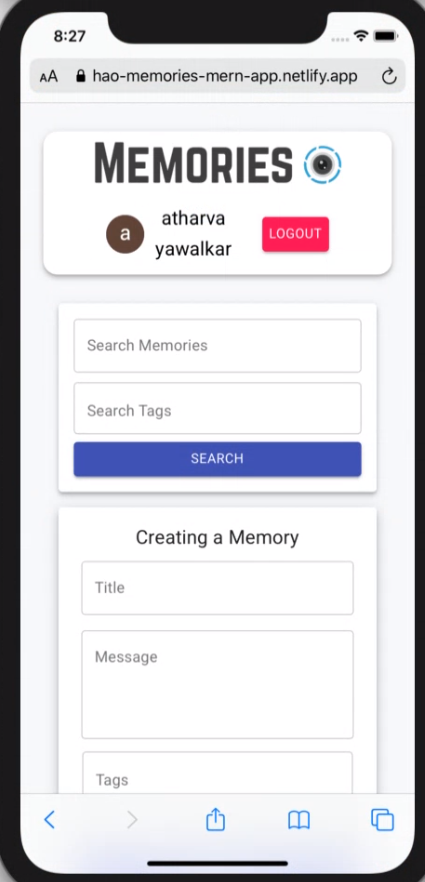 8:27
AA hao-memories-mern-app.netlify.app
MEMORIES
a
atharva
yawalkar
LOGOUT
Search Memories
Search Tags
SEARCH
Creating a Memory
Title
Message
Tags